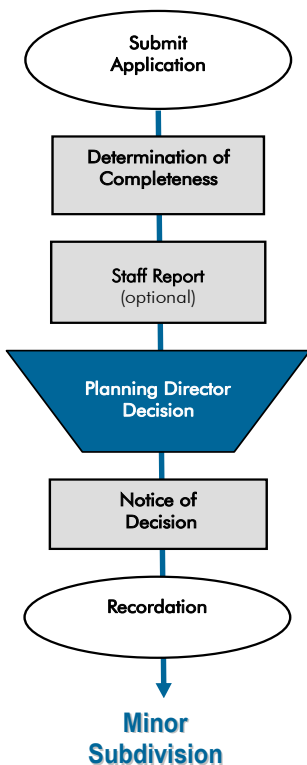 Submit
Application
Determination of
Completeness
Staff Report
(optional)
Planning Director
Decision
Notice of
Decision
Recordation
Minor
Subdivision